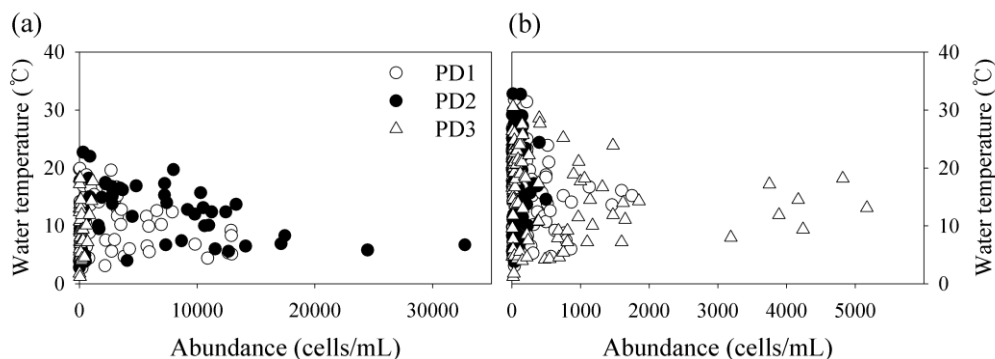 (a)
(b)
Water temperature (℃)
40
30
20
10
0
PD1
PD2
PD3
0
10000
20000
30000
Abundance (cells/mL)
40
30
20
10
0
Water temperature (℃)
0
1000
2000
3000
4000
5000
Abundance (cells/mL)